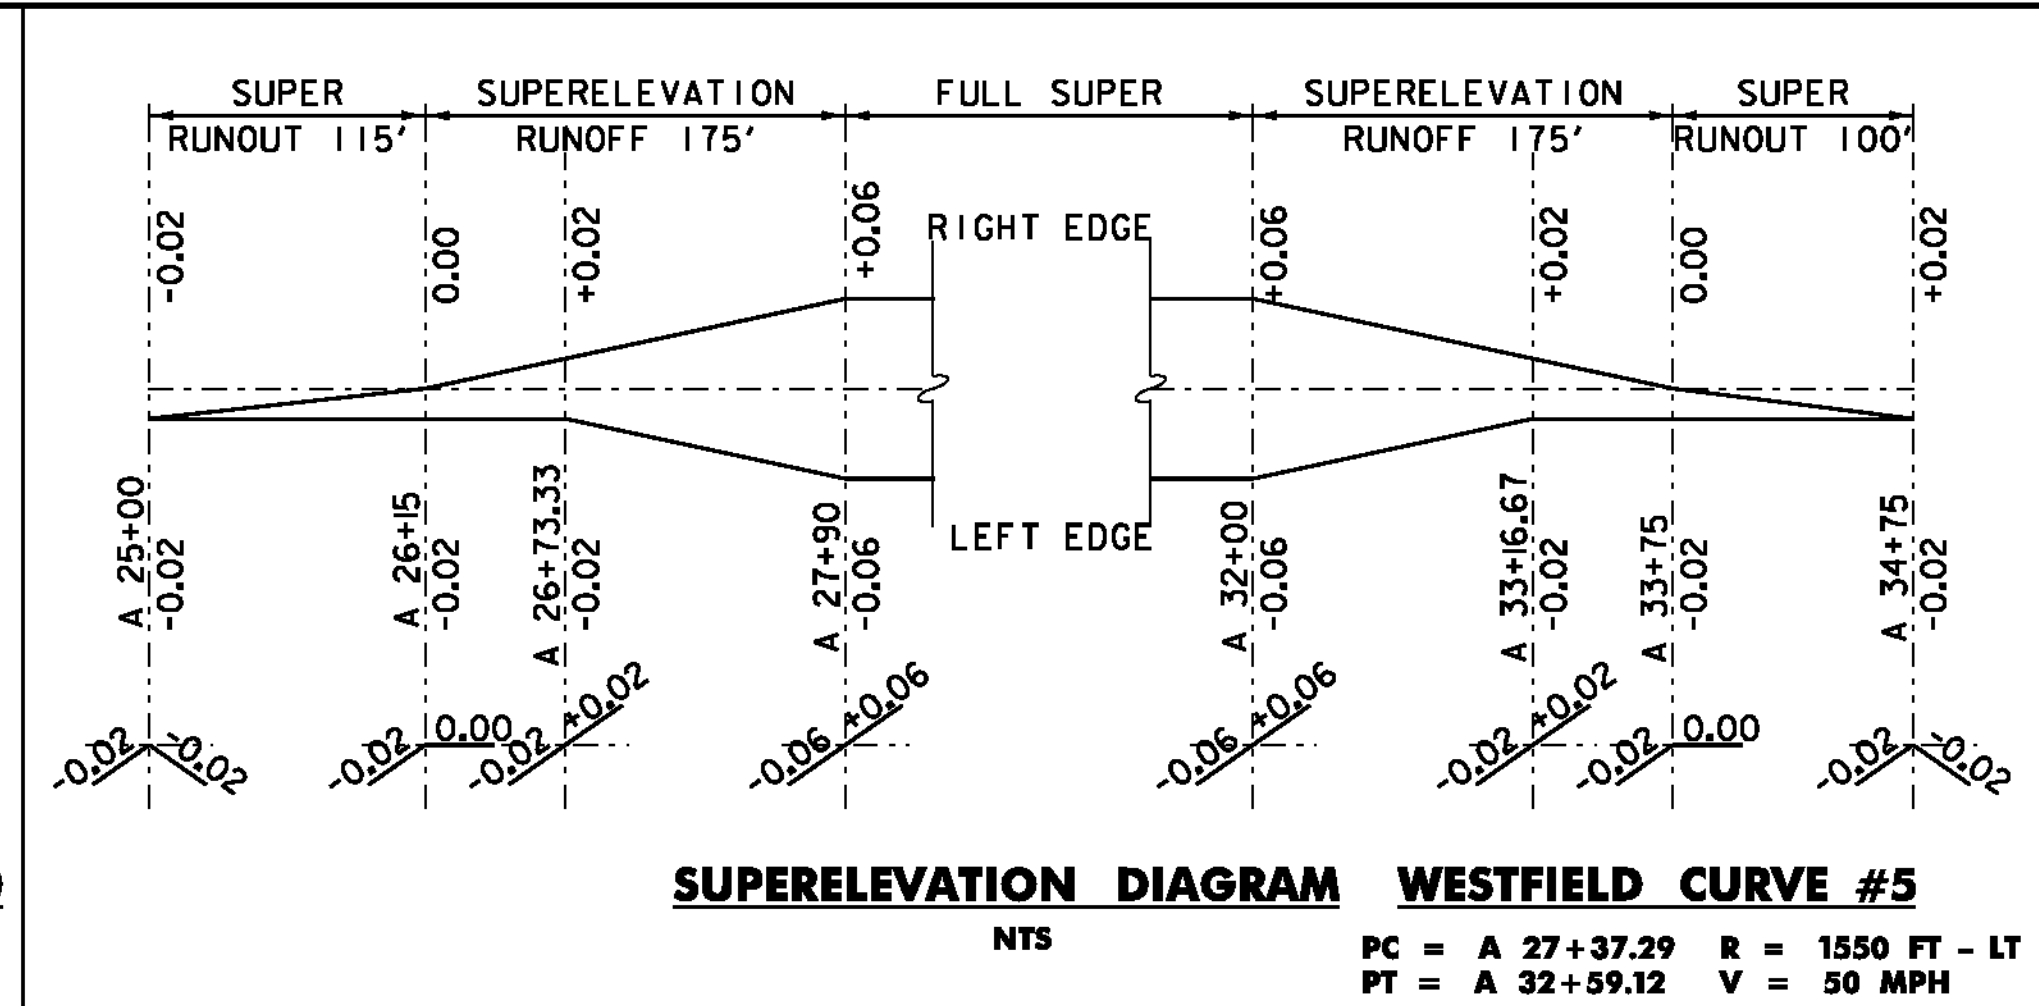 SUPER
RUNOUT 115'
SUPERELEVATION
RUNOFF 175'
FULL SUPER
SUPERELEVATION
RUNOFF 175'
SUPER
RUNOUT 100'
-0.02
0.00
+0.02
+0.06
RIGHT EDGE
+0.06
+0.02
0.00
+0.02
A 25+00
-0.02
A 26+15
-0.02
A 26+73.33
-0.02
A 27+90
-0.06
LEFT EDGE
A 32+00
-0.06
A 33+16.67
-0.02
A 33+75
-0.02
A 34+75
-0.02
-0.02 -0.02
-0.02 0.00
-0.02 +0.02
-0.06 +0.06
-0.06 +0.06
-0.02 +0.02
-0.02 0.00
-0.02 -0.02
SUPERELEVATION DIAGRAM WESTFIELD CURVE #5
NTS
PC = A 27+37.29 R = 1550 FT - LT
PT = A 32+59.12 V = 50 MPH